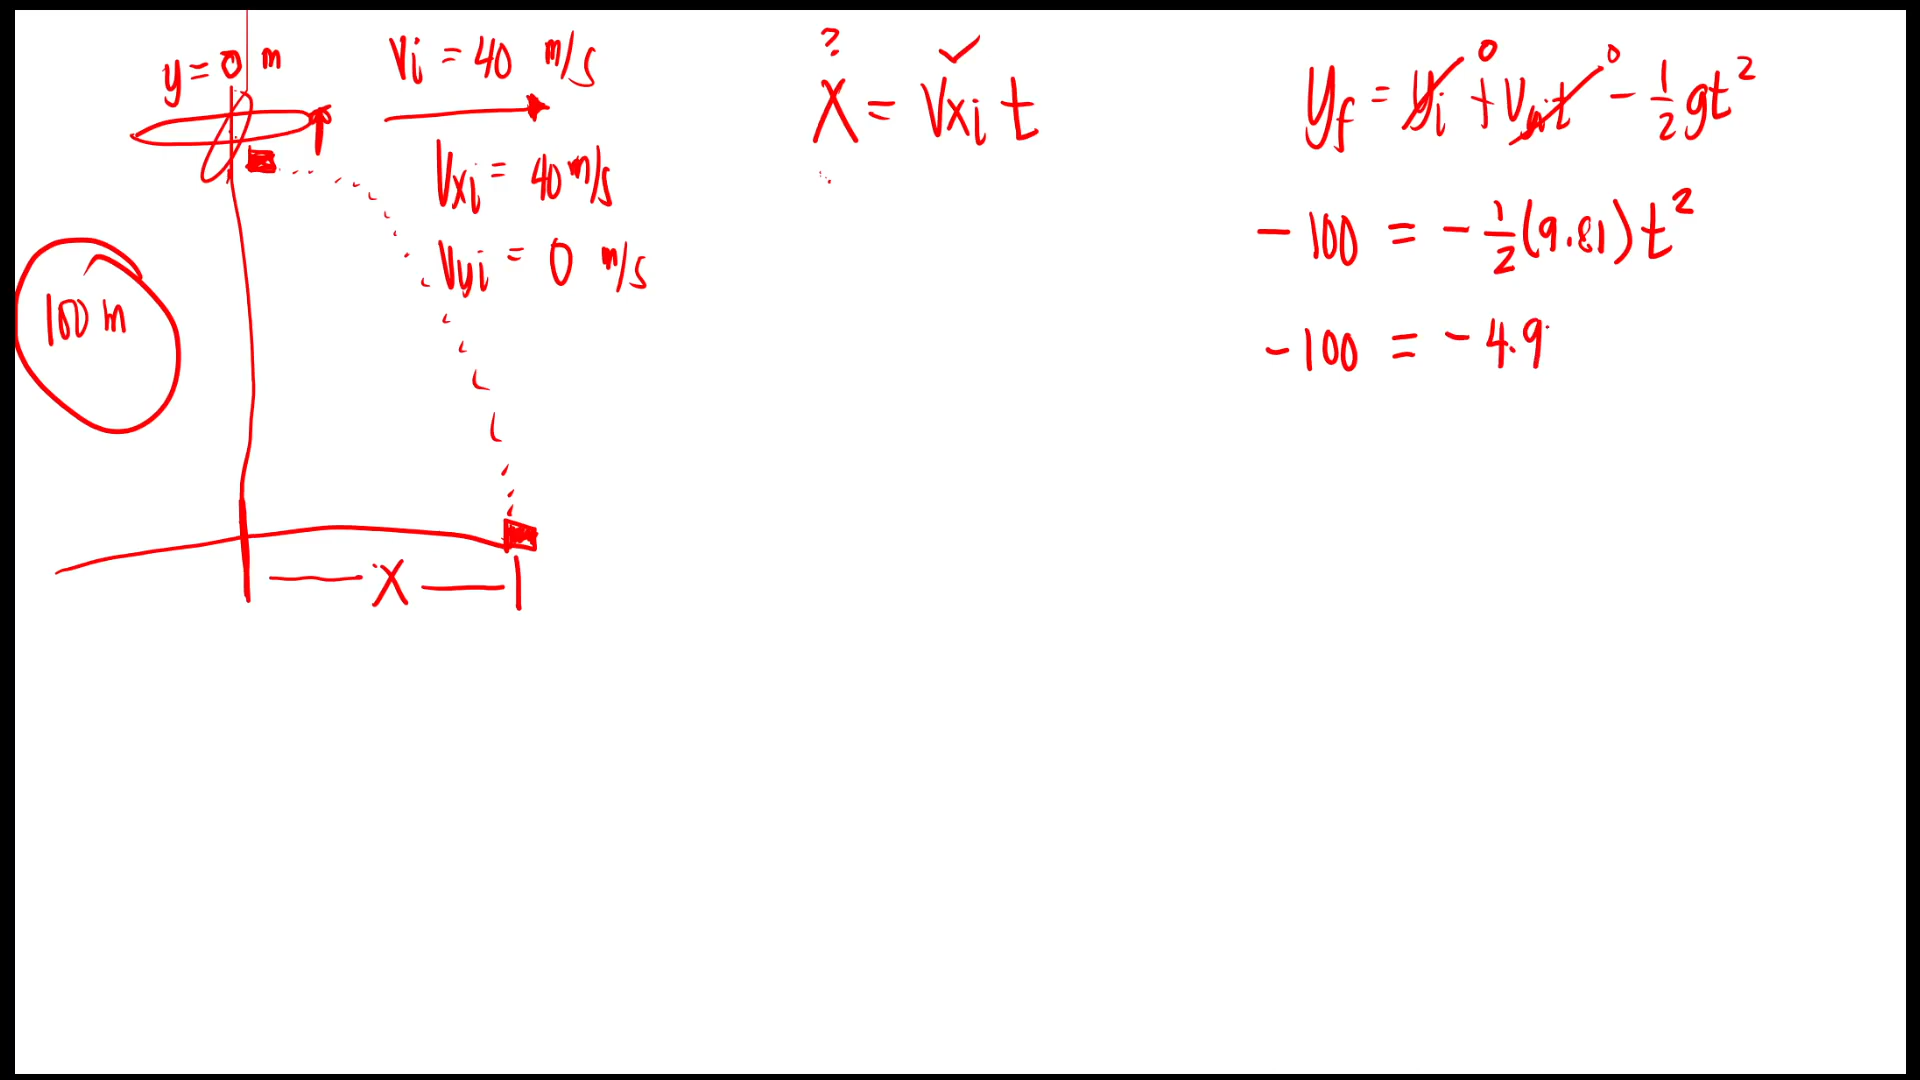 y = 0 m
Vi = 40 m/s
Vxi = 40 m/s
Vyi = 0 m/s
100 m
X
?
X = Vxi t
yf = yi 0 + Vyit 0 - 1/2 gt²
- 100 = - 1/2 (9.81) t²
- 100 = - 4.9